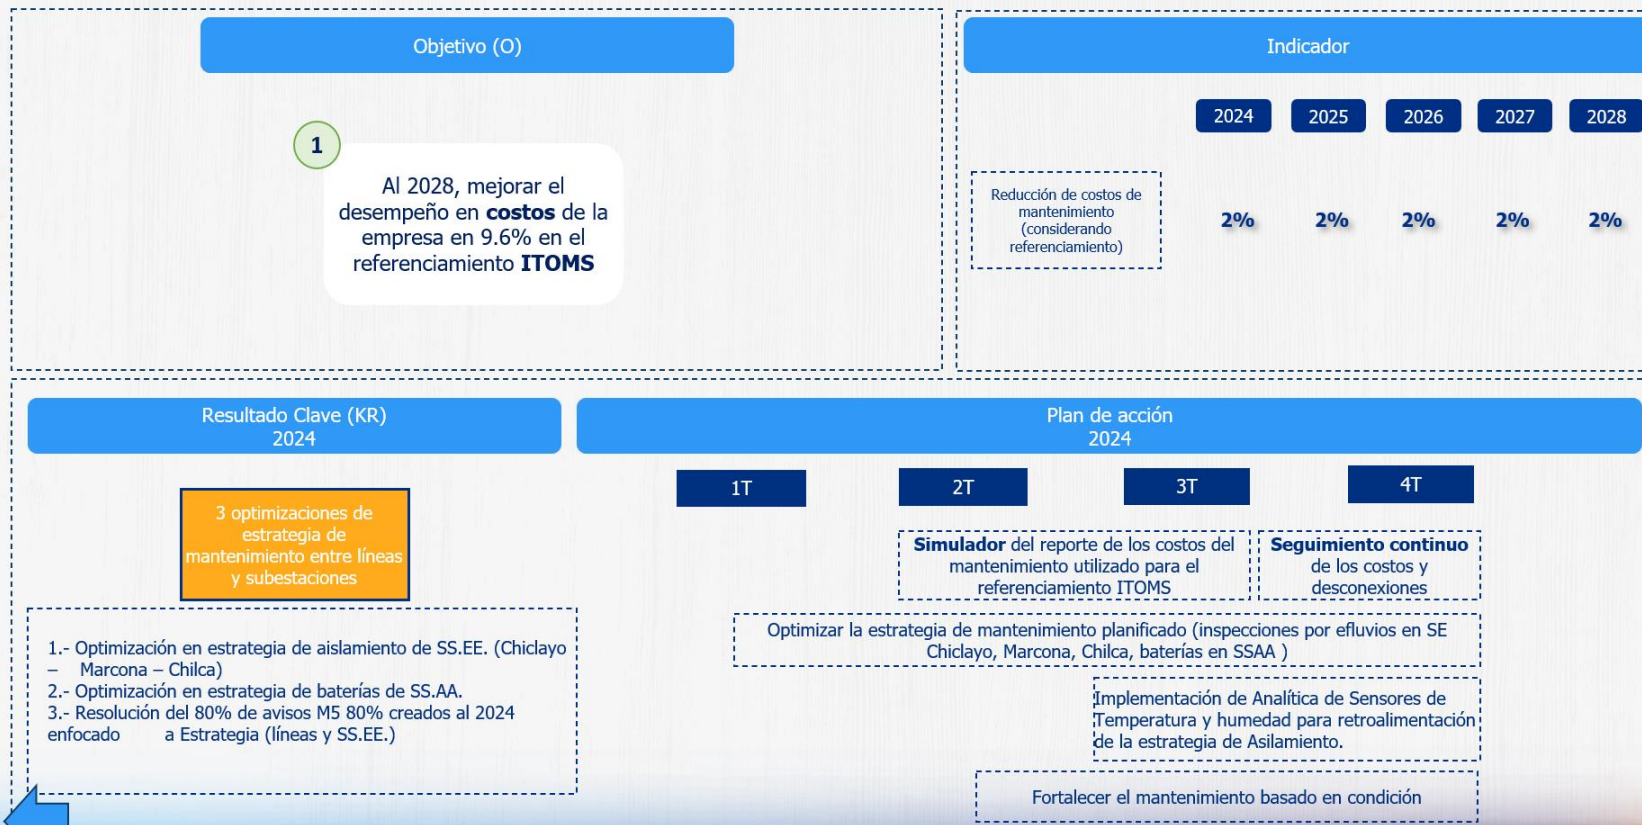 Objetivo (O)
1
Al 2028, mejorar el
desempeño en costos de la
empresa en 9.6% en el
referenciamiento ITOMS
Indicador
2024 2025 2026 2027 2028
Reducción de costos de
mantenimiento
(considerando
referenciamiento)
2% 2% 2% 2% 2%
Resultado Clave (KR)
2024
3 optimizaciones de
estrategia de
mantenimiento entre líneas
y subestaciones
1.- Optimización en estrategia de aislamiento de SS.EE. (Chiclayo
– Marcona – Chilca)
2.- Optimización en estrategia de baterías de SS.AA.
3.- Resolución del 80% de avisos M5 80% creados al 2024
enfocado a Estrategia (líneas y SS.EE.)
Plan de acción
2024
1T 2T 3T 4T
Simulador del reporte de los costos del
mantenimiento utilizado para el
referenciamiento ITOMS
Seguimiento continuo
de los costos y
desconexiones
Optimizar la estrategia de mantenimiento planificado (inspecciones por efluvios en SE
Chiclayo, Marcona, Chilca, baterías en SSAA )
Implementación de Analítica de Sensores de
Temperatura y humedad para retroalimentación
de la estrategia de Asilamiento.
Fortalecer el mantenimiento basado en condición